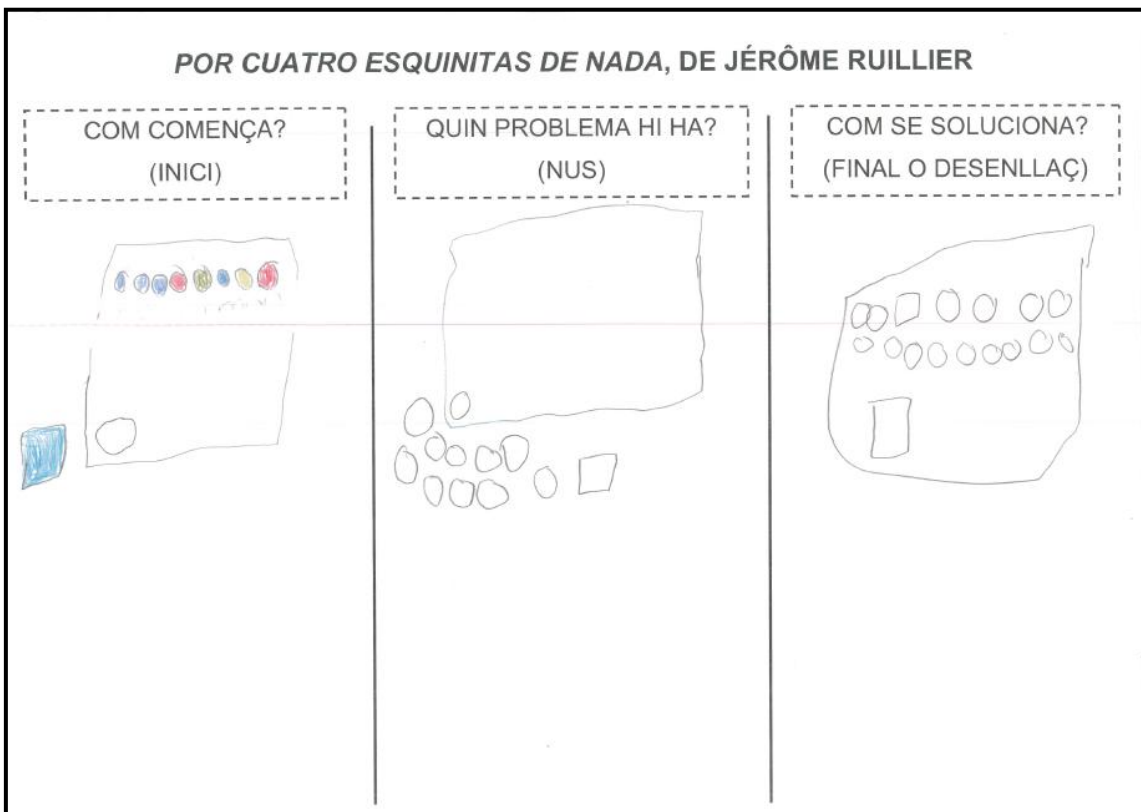 POR CUATRO ESQUINITAS DE NADA, DE JÉRÔME RUILLIER
COM COMENÇA?
(INICI)
QUIN PROBLEMA HI HA?
(NUS)
COM SE SOLUCIONA?
(FINAL O DESENLLAÇ)